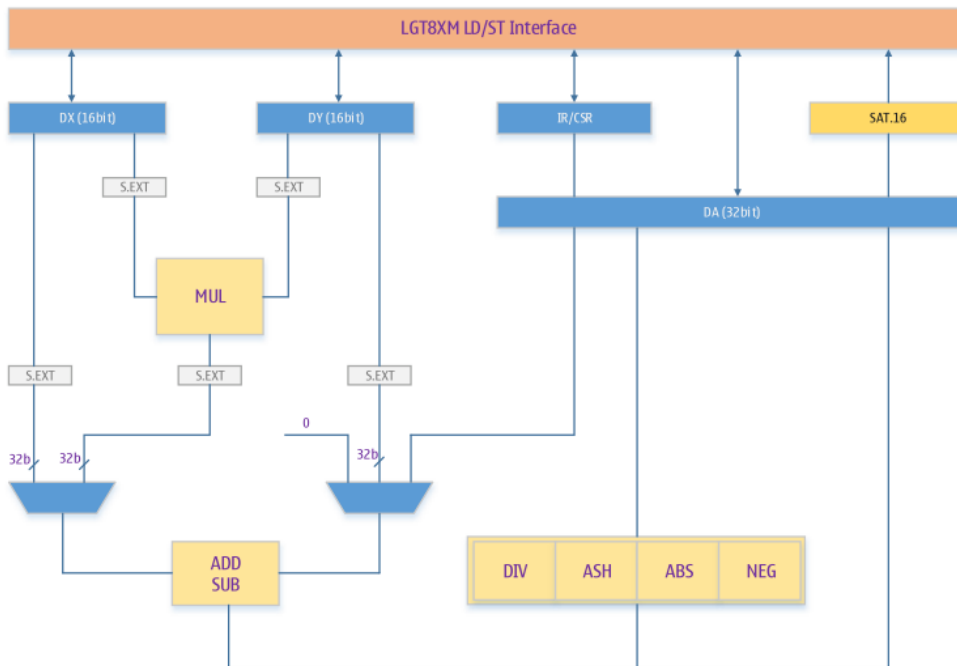 LGT8XM LD/ST Interface
DX (16bit)
DY (16bit)
IR/CSR
SAT.16
S.EXT
S.EXT
DA (32bit)
MUL
S.EXT
S.EXT
S.EXT
0
32b
32b
32b
ADD
SUB
DIV
ASH
ABS
NEG